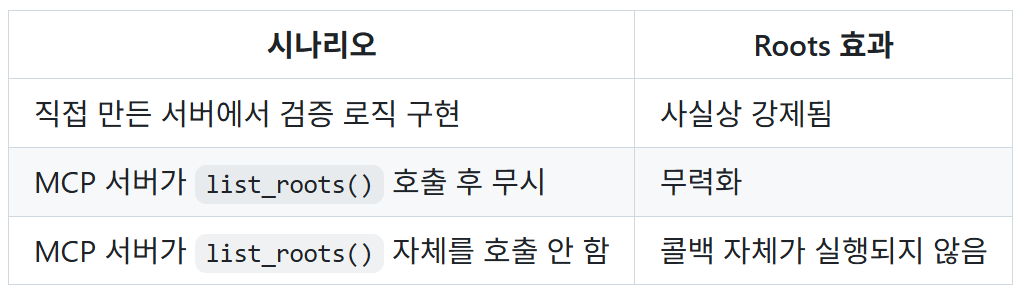 시나리오
Roots 효과
직접 만든 서버에서 검증 로직 구현
사실상 강제됨
MCP 서버가 list_roots() 호출 후 무시
무력화
MCP 서버가 list_roots() 자체를 호출 안 함
콜백 자체가 실행되지 않음